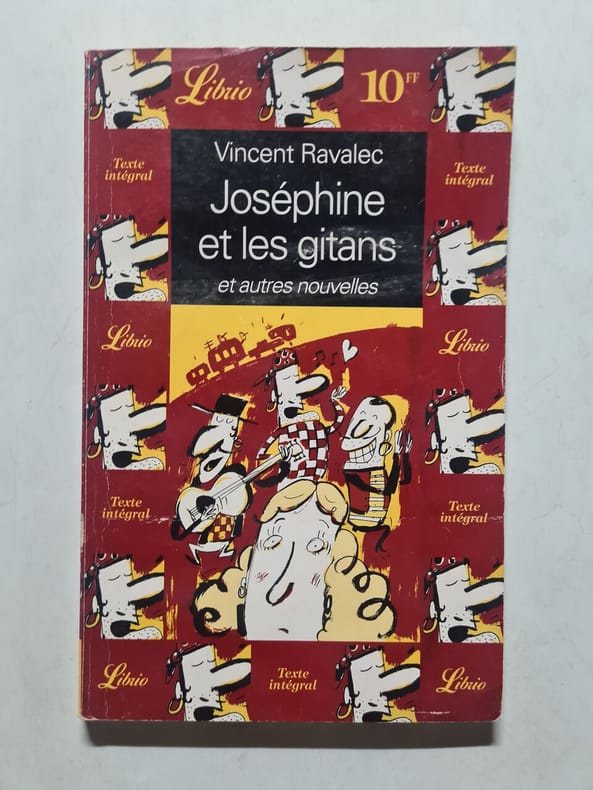 Librio
10FF
Vincent Ravalec
Joséphine
et les gitans
et autres nouvelles
Texte
intégral
Texte
intégral
Librio
Librio
Texte
intégral
Texte
intégral
Librio
Texte
intégral
Librio